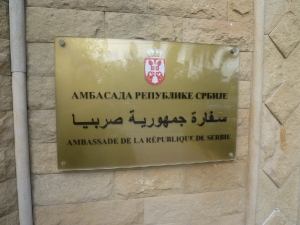 АМБАСАДА РЕПУБЛИКЕ СРБИЈЕ
سفارة جمهورية صربيا
AMBASSADE DE LA RÉPUBLIQUE DE SERBIE